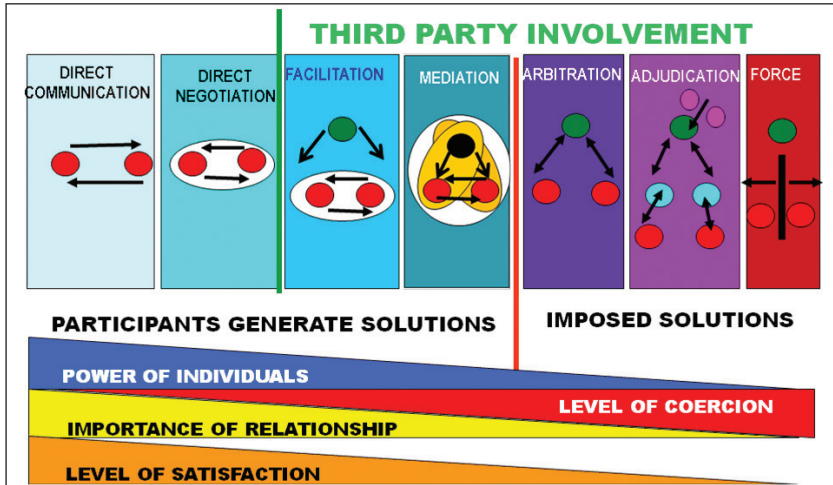 THIRD PARTY INVOLVEMENT
DIRECT
COMMUNICATION
DIRECT
NEGOTIATION
FACILITATION
MEDIATION
ARBITRATION
ADJUDICATION
FORCE
PARTICIPANTS GENERATE SOLUTIONS
IMPOSED SOLUTIONS
POWER OF INDIVIDUALS
LEVEL OF COERCION
IMPORTANCE OF RELATIONSHIP
LEVEL OF SATISFACTION